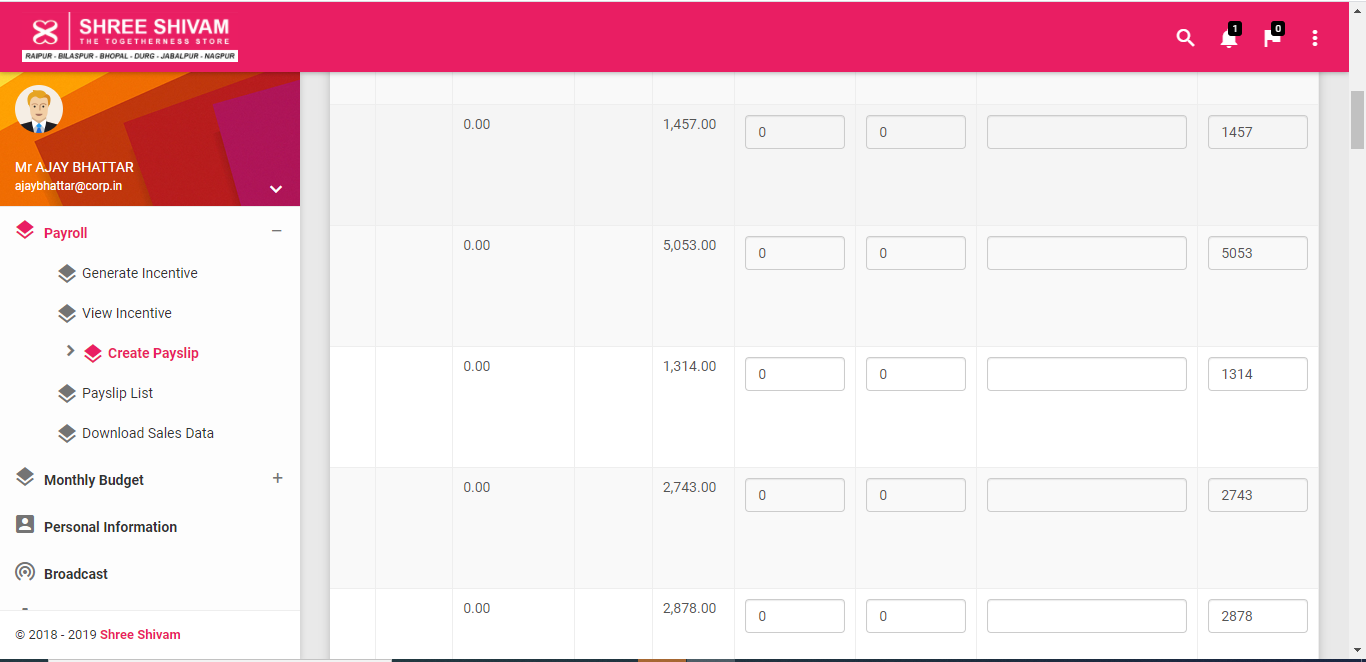 SHREE SHIVAM
THE TOGETHERNESS STORE
RAIPUR - BILASPUR - BHOPAL - DURG - JABALPUR - NAGPUR
1
0
Mr AJAY BHATTAR
ajaybhattar@corp.in
Payroll
Generate Incentive
View Incentive
Create Payslip
Payslip List
Download Sales Data
Monthly Budget
Personal Information
Broadcast
© 2018 - 2019 Shree Shivam
0.00 1,457.00 0 0 1457
0.00 5,053.00 0 0 5053
0.00 1,314.00 0 0 1314
0.00 2,743.00 0 0 2743
0.00 2,878.00 0 0 2878